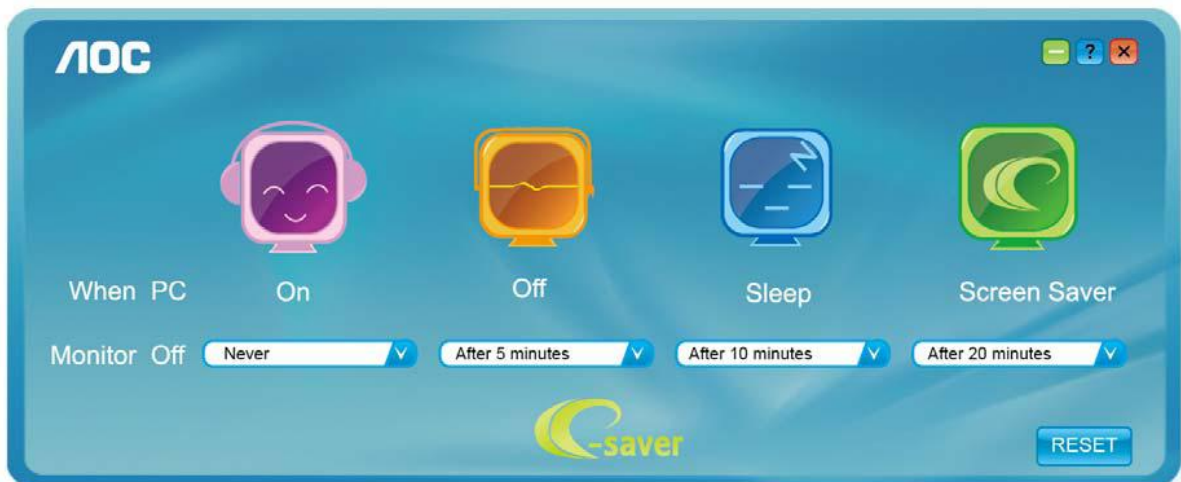 AOC
?
When PC On Off Sleep Screen Saver
Monitor Off Never After 5 minutes After 10 minutes After 20 minutes
e-saver
RESET